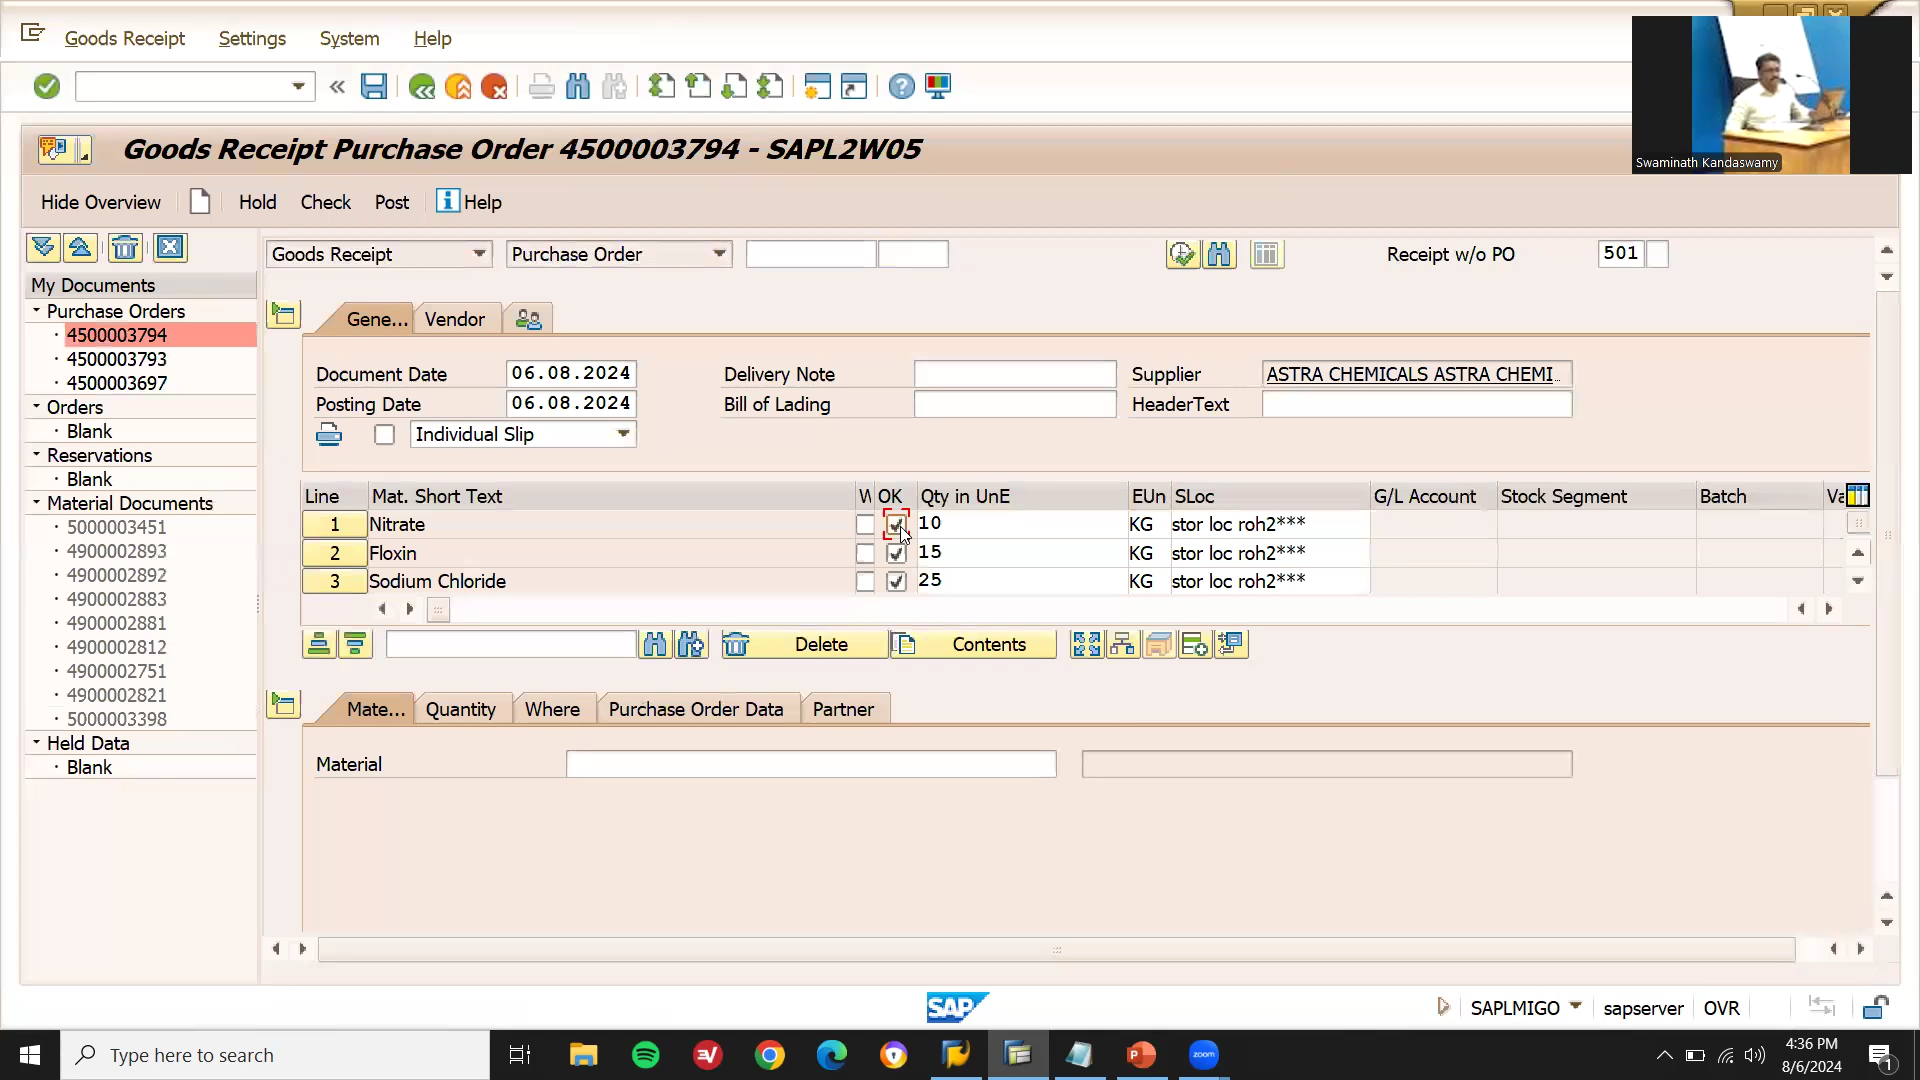 Goods Receipt Settings System Help
Swaminath Kandaswamy
Goods Receipt Purchase Order 4500003794 - SAPL2W05
Hide Overview Hold Check Post Help
Goods Receipt Purchase Order Receipt w/o PO 501
My Documents
Purchase Orders
4500003794
4500003793
4500003697
Orders
Blank
Reservations
Blank
Material Documents
5000003451
4900002893
4900002892
4900002883
4900002881
4900002812
4900002751
4900002821
5000003398
Held Data
Blank
Gene... Vendor
Document Date 06.08.2024 Delivery Note Supplier ASTRA CHEMICALS ASTRA CHEMI...
Posting Date 06.08.2024 Bill of Lading HeaderText
Individual Slip
Line Mat. Short Text W OK Qty in UnE EUn SLoc G/L Account Stock Segment Batch Va
1 Nitrate 10 KG stor loc roh2***
2 Floxin 15 KG stor loc roh2***
3 Sodium Chloride 25 KG stor loc roh2***
Delete Contents
Mate... Quantity Where Purchase Order Data Partner
Material
SAP SAPLMIGO sapserver OVR
Type here to search
zoom
4:36 PM
8/6/2024
1